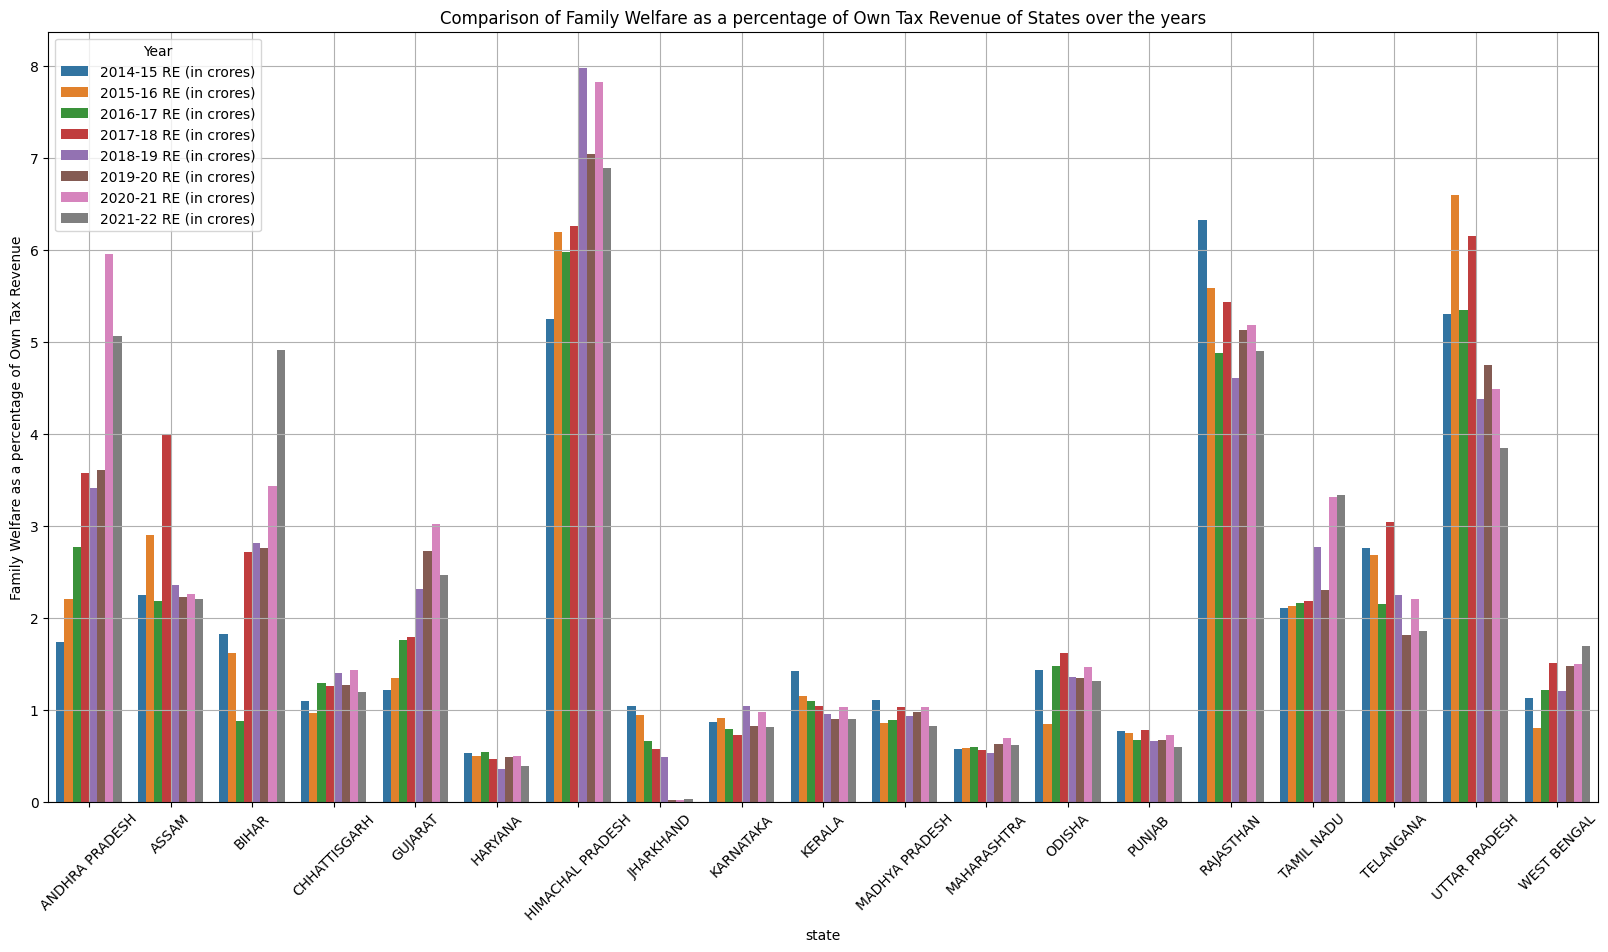 Comparison of Family Welfare as a percentage of Own Tax Revenue of States over the years
Year
2014-15 RE (in crores)
2015-16 RE (in crores)
2016-17 RE (in crores)
2017-18 RE (in crores)
2018-19 RE (in crores)
2019-20 RE (in crores)
2020-21 RE (in crores)
2021-22 RE (in crores)
Family Welfare as a percentage of Own Tax Revenue
8
7
6
5
4
3
2
1
0
ANDHRA PRADESH
ASSAM
BIHAR
CHHATTISGARH
GUJARAT
HARYANA
HIMACHAL PRADESH
JHARKHAND
KARNATAKA
KERALA
MADHYA PRADESH
MAHARASHTRA
ODISHA
PUNJAB
RAJASTHAN
TAMIL NADU
TELANGANA
UTTAR PRADESH
WEST BENGAL
state